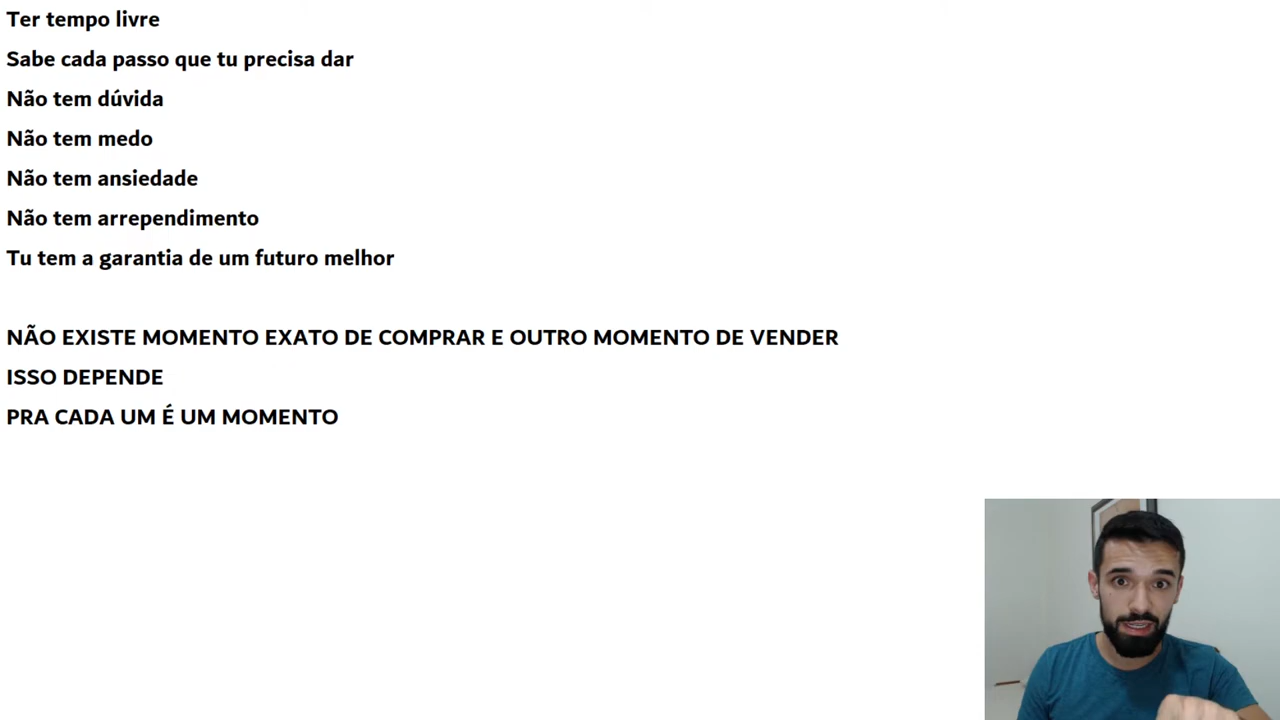 Ter tempo livre
Sabe cada passo que tu precisa dar
Não tem dúvida
Não tem medo
Não tem ansiedade
Não tem arrependimento
Tu tem a garantia de um futuro melhor
NÃO EXISTE MOMENTO EXATO DE COMPRAR E OUTRO MOMENTO DE VENDER
ISSO DEPENDE
PRA CADA UM É UM MOMENTO